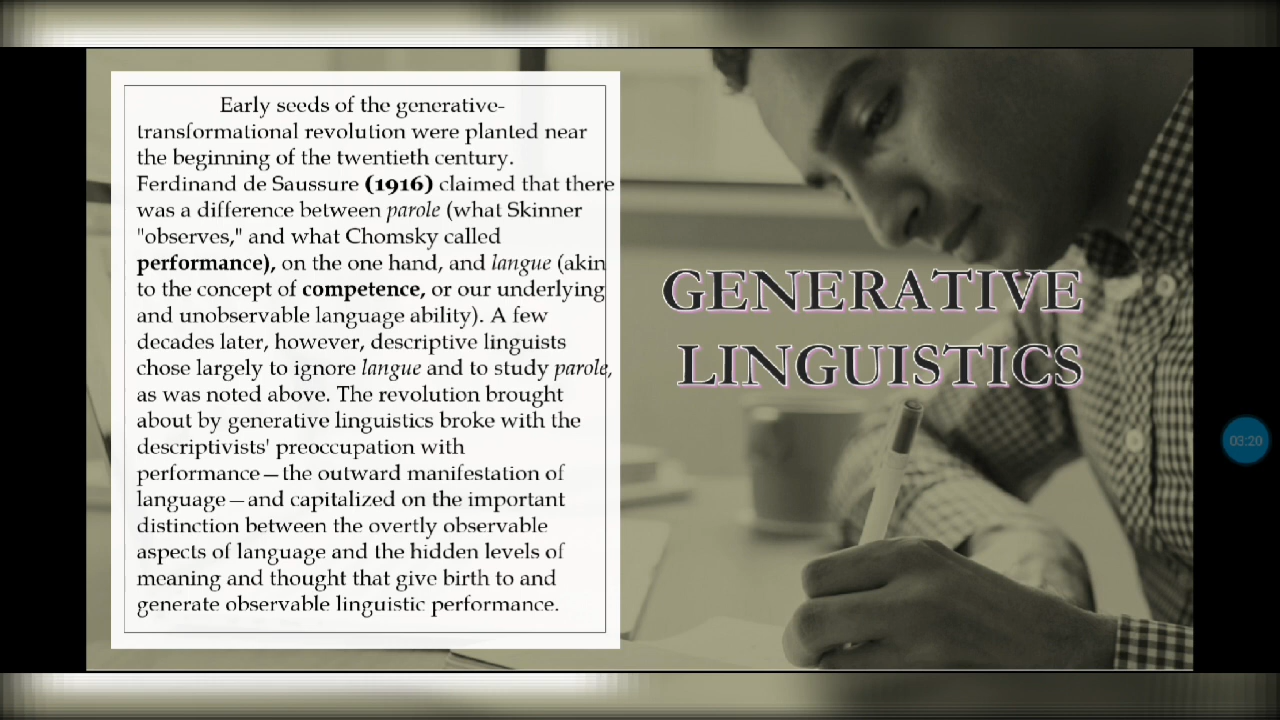 Early seeds of the generative-
transformational revolution were planted near
the beginning of the twentieth century.
Ferdinand de Saussure (1916) claimed that there
was a difference between parole (what Skinner
"observes," and what Chomsky called
performance), on the one hand, and langue (akin
to the concept of competence, or our underlying
and unobservable language ability). A few
decades later, however, descriptive linguists
chose largely to ignore langue and to study parole,
as was noted above. The revolution brought
about by generative linguistics broke with the
descriptivists' preoccupation with
performance—the outward manifestation of
language—and capitalized on the important
distinction between the overtly observable
aspects of language and the hidden levels of
meaning and thought that give birth to and
generate observable linguistic performance.
GENERATIVE
LINGUISTICS
03:20